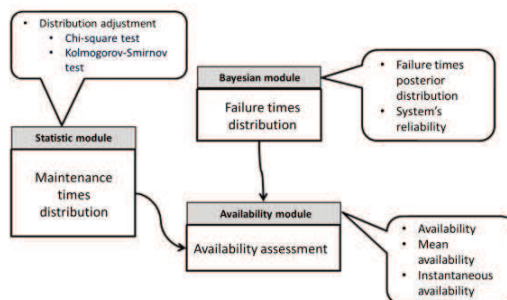 • Distribution adjustment
• Chi-square test
• Kolmogorov-Smirnov
test
Bayesian module
Failure times
distribution
• Failure times
posterior
distribution
• System's
reliability
Statistic module
Maintenance
times
distribution
Availability module
Availability assessment
• Availability
• Mean
availability
• Instantaneous
availability